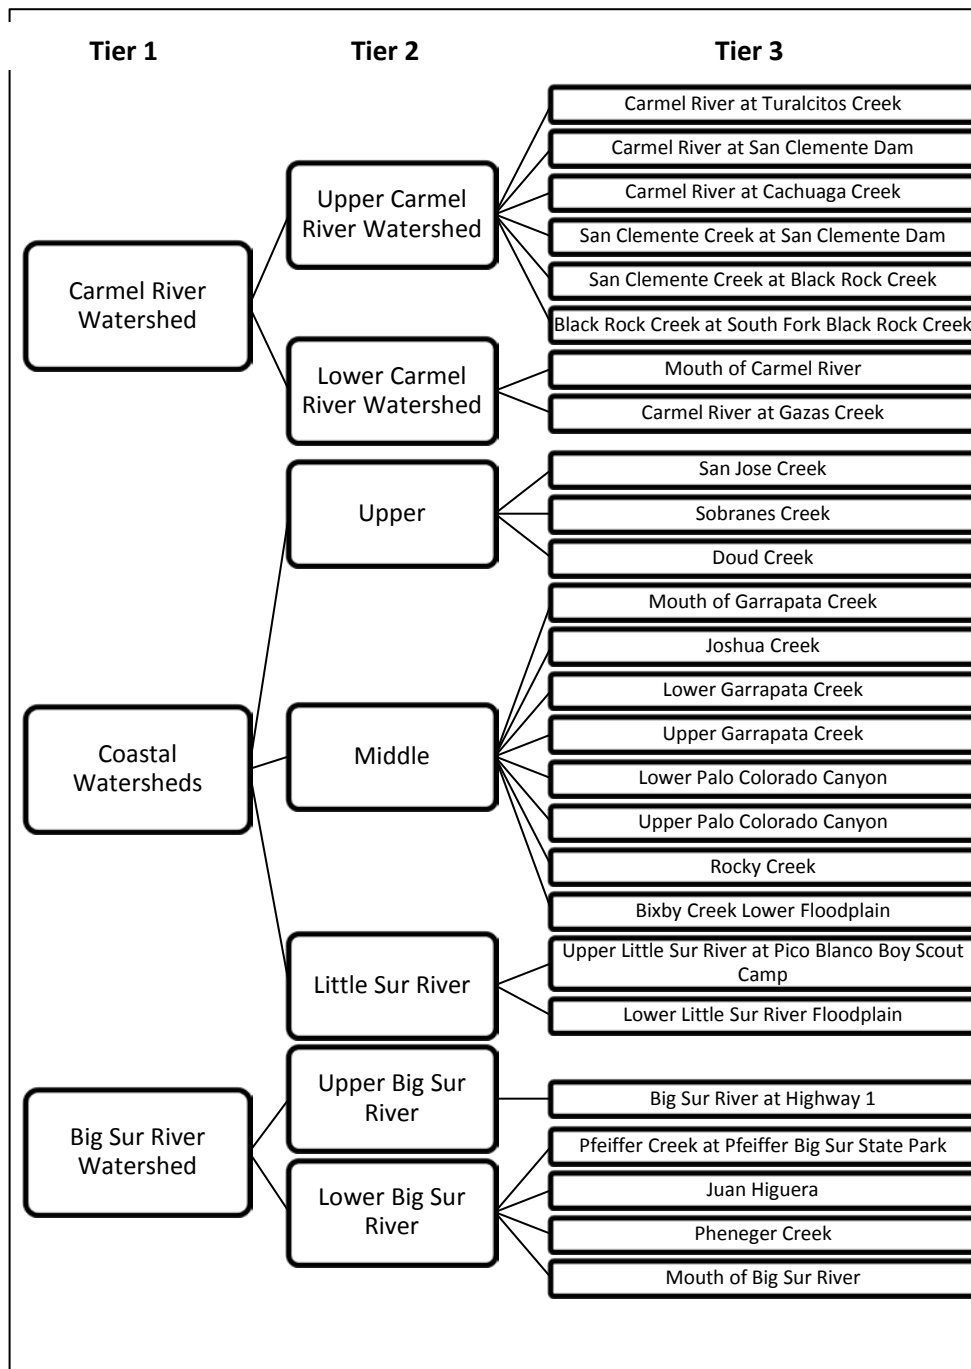 Tier 1
Tier 2
Tier 3
Carmel River
Watershed
Upper Carmel
River Watershed
Carmel River at Turalcitos Creek
Carmel River at San Clemente Dam
Carmel River at Cachuaga Creek
San Clemente Creek at San Clemente Dam
San Clemente Creek at Black Rock Creek
Black Rock Creek at South Fork Black Rock Creek
Lower Carmel
River Watershed
Mouth of Carmel River
Carmel River at Gazas Creek
Coastal
Watersheds
Upper
San Jose Creek
Sobranes Creek
Doud Creek
Middle
Mouth of Garrapata Creek
Joshua Creek
Lower Garrapata Creek
Upper Garrapata Creek
Lower Palo Colorado Canyon
Upper Palo Colorado Canyon
Rocky Creek
Bixby Creek Lower Floodplain
Little Sur River
Upper Little Sur River at Pico Blanco Boy Scout
Camp
Lower Little Sur River Floodplain
Big Sur River
Watershed
Upper Big Sur
River
Big Sur River at Highway 1
Lower Big Sur
River
Pfeiffer Creek at Pfeiffer Big Sur State Park
Juan Higuera
Pheneger Creek
Mouth of Big Sur River